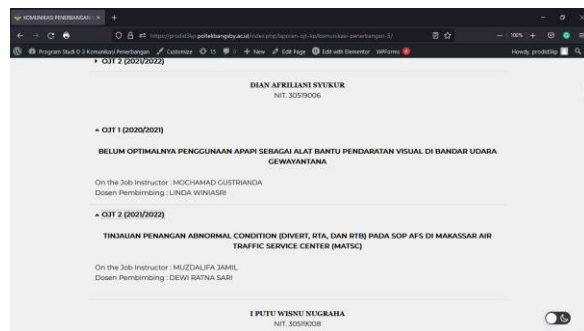 KOMUNIKASI PENERBANGAN
https://prodid3kp.poltekbangsby.ac.id/index.php/laporan-ojt-kp/komunikasi-penerbangan-5/
100%
Program Studi D 3 Komunikasi Penerbangan Customize 15 0 + New Edit Page Edit with Elementor WPForms Howdy, prodid3kp
OJT 2 (2021/2022)
DIAN AFRILIANI SYUKUR
NIT. 30519006
OJT 1 (2020/2021)
BELUM OPTIMALNYA PENGGUNAAN APAPI SEBAGAI ALAT BANTU PENDARATAN VISUAL DI BANDAR UDARA
GEWAYANTANA
On the Job Instructor : MOCHAMAD GUSTRIANDA
Dosen Pembimbing : LINDA WINIASRI
OJT 2 (2021/2022)
TINJAUAN PENANGAN ABNORMAL CONDITION (DIVERT, RTA, DAN RTB) PADA SOP AFS DI MAKASSAR AIR
TRAFFIC SERVICE CENTER (MATSC)
On the Job Instructor : MUZDALIFA JAMIL
Dosen Pembimbing : DEWI RATNA SARI
I PUTU WISNU NUGRAHA
NIT. 30519008